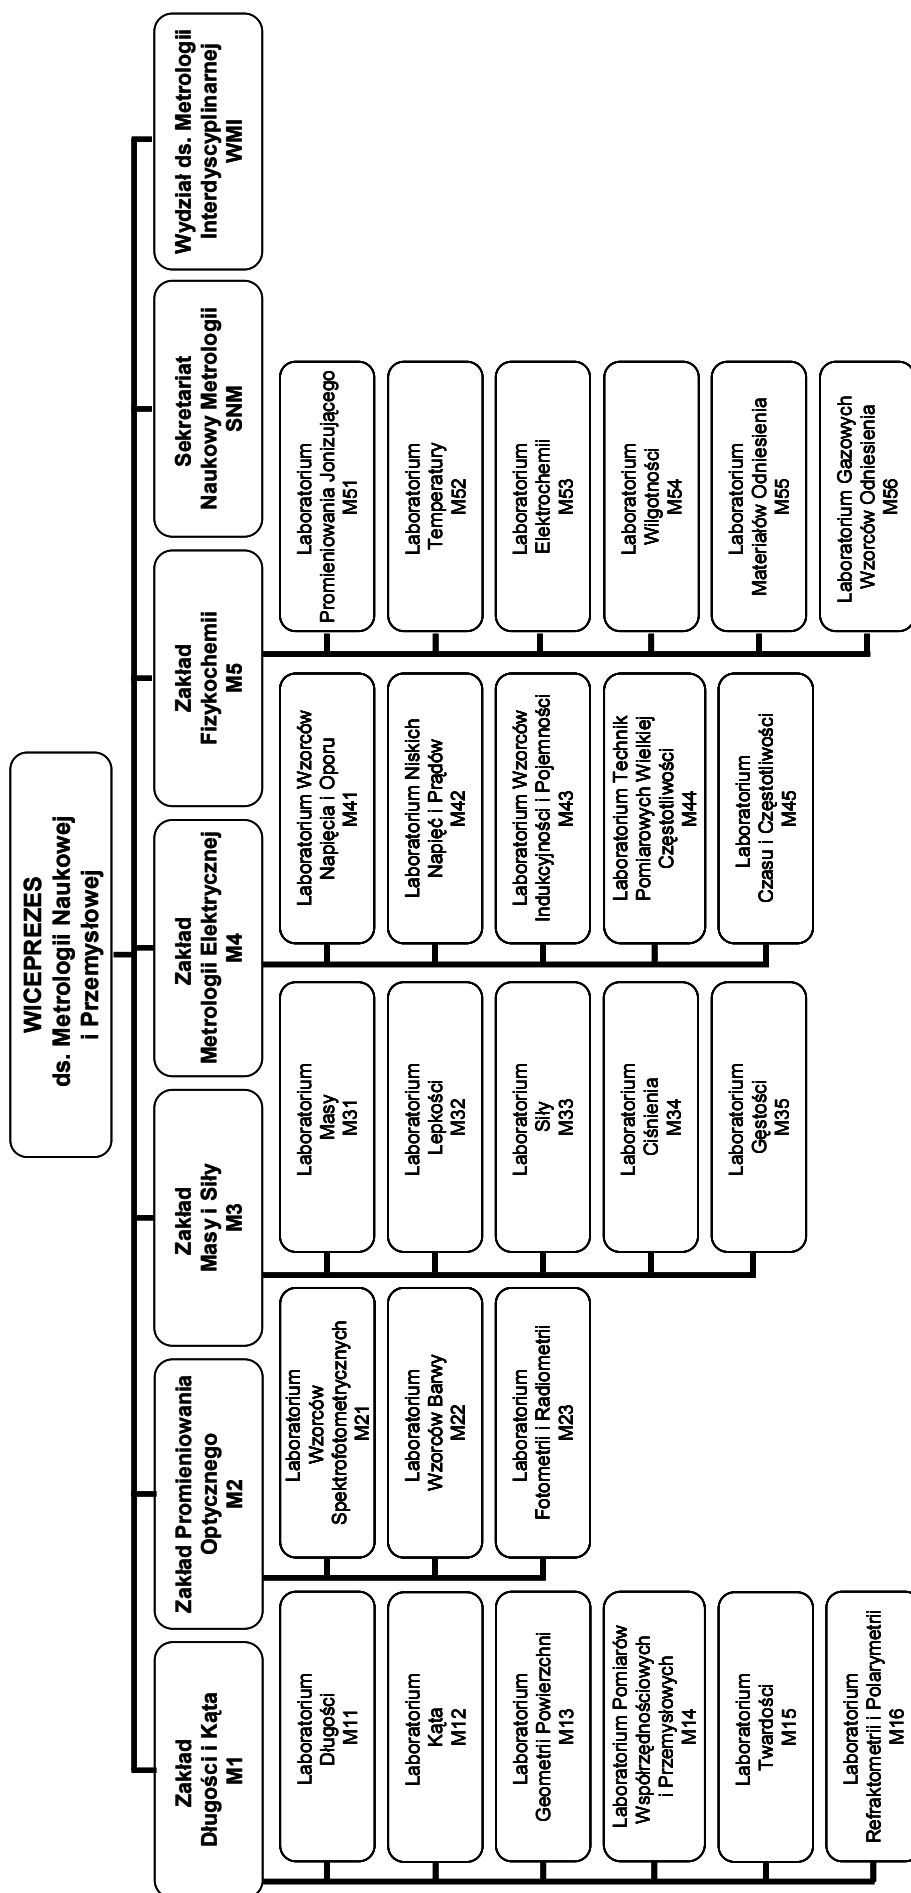 WICEPREZES
ds. Metrologii Naukowej
i Przemysłowej
Zakład
Długości i Kąta
M1
Zakład Promieniowania
Optycznego
M2
Zakład
Masy i Siły
M3
Zakład
Metrologii Elektrycznej
M4
Zakład
Fizykochemii
M5
Sekretariat
Naukowy Metrologii
SNM
Wydział ds. Metrologii
Interdyscyplinarnej
WMI
Laboratorium
Długości
M11
Laboratorium
Kąta
M12
Laboratorium
Geometrii Powierzchni
M13
Laboratorium Pomiarów
Współrzędnościowych
i Przemysłowych
M14
Laboratorium
Twardości
M15
Laboratorium
Refraktometrii i Polarymetrii
M16
Laboratorium
Wzorców
Spektrofotometrycznych
M21
Laboratorium
Wzorców Barwy
M22
Laboratorium
Fotometrii i Radiometrii
M23
Laboratorium
Masy
M31
Laboratorium
Lepkości
M32
Laboratorium
Siły
M33
Laboratorium
Ciśnienia
M34
Laboratorium
Gęstości
M35
Laboratorium Wzorców
Napięcia i Oporu
M41
Laboratorium Niskich
Napięć i Prądów
M42
Laboratorium Wzorców
Indukcyjności i Pojemności
M43
Laboratorium Technik
Pomiarowych Wielkiej
Częstotliwości
M44
Laboratorium
Czasu i Częstotliwości
M45
Laboratorium
Promieniowania Jonizującego
M51
Laboratorium
Temperatury
M52
Laboratorium
Elektrochemii
M53
Laboratorium
Wilgotności
M54
Laboratorium
Materiałów Odniesienia
M55
Laboratorium Gazowych
Wzorców Odniesienia
M56